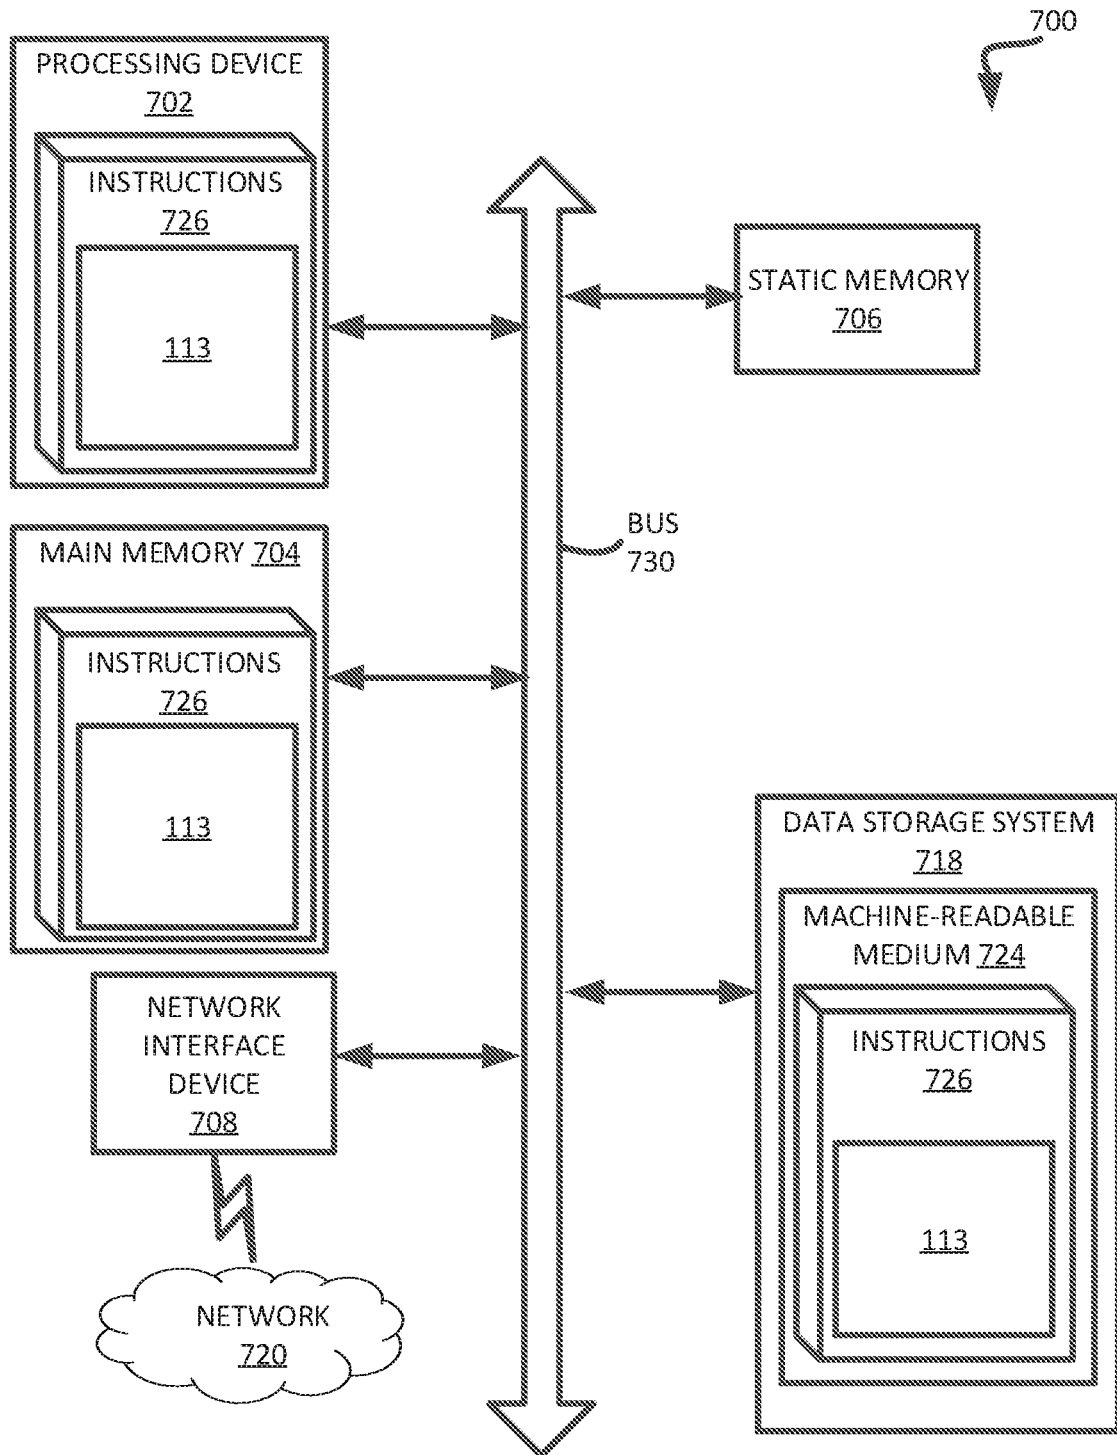 700
PROCESSING DEVICE
702
INSTRUCTIONS
726
113
STATIC MEMORY
706
BUS
730
MAIN MEMORY 704
INSTRUCTIONS
726
113
DATA STORAGE SYSTEM
718
MACHINE-READABLE
MEDIUM 724
INSTRUCTIONS
726
113
NETWORK
INTERFACE
DEVICE
708
NETWORK
720